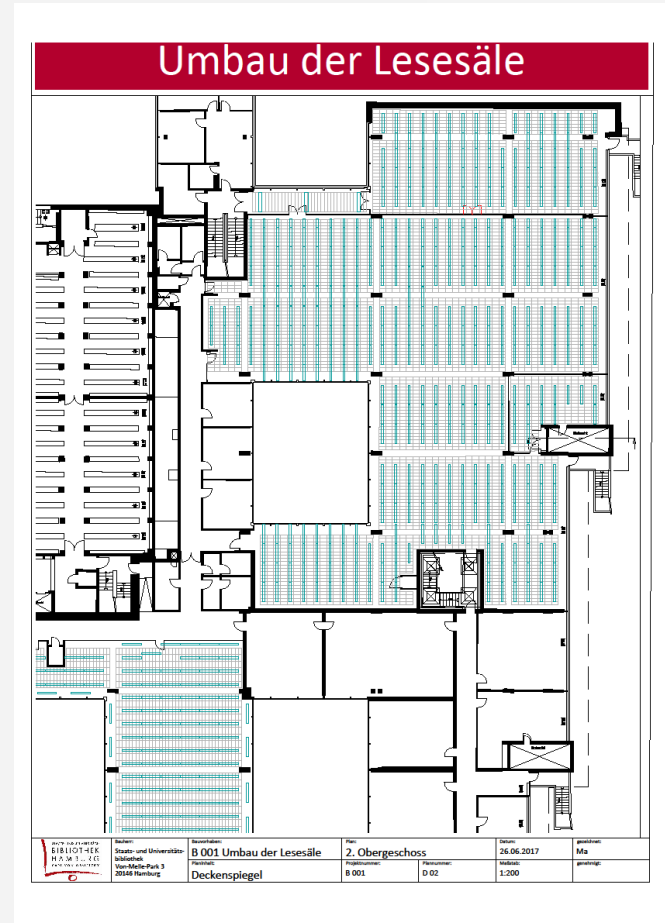 Umbau der Lesesäle
BIBLIOTHEK
HAMBURG
Bauherr:
Staats- und Universitäts-
bibliothek
Von-Melle-Park 3
20146 Hamburg
Bauvorhaben:
B 001 Umbau der Lesesäle
Planinhalt:
Deckenspiegel
Plan:
2. Obergeschoss
Projektnummer:
B 001
Plannummer:
D 02
Datum:
26.06.2017
Maßstab:
1:200
gezeichnet:
Ma
genehmigt: